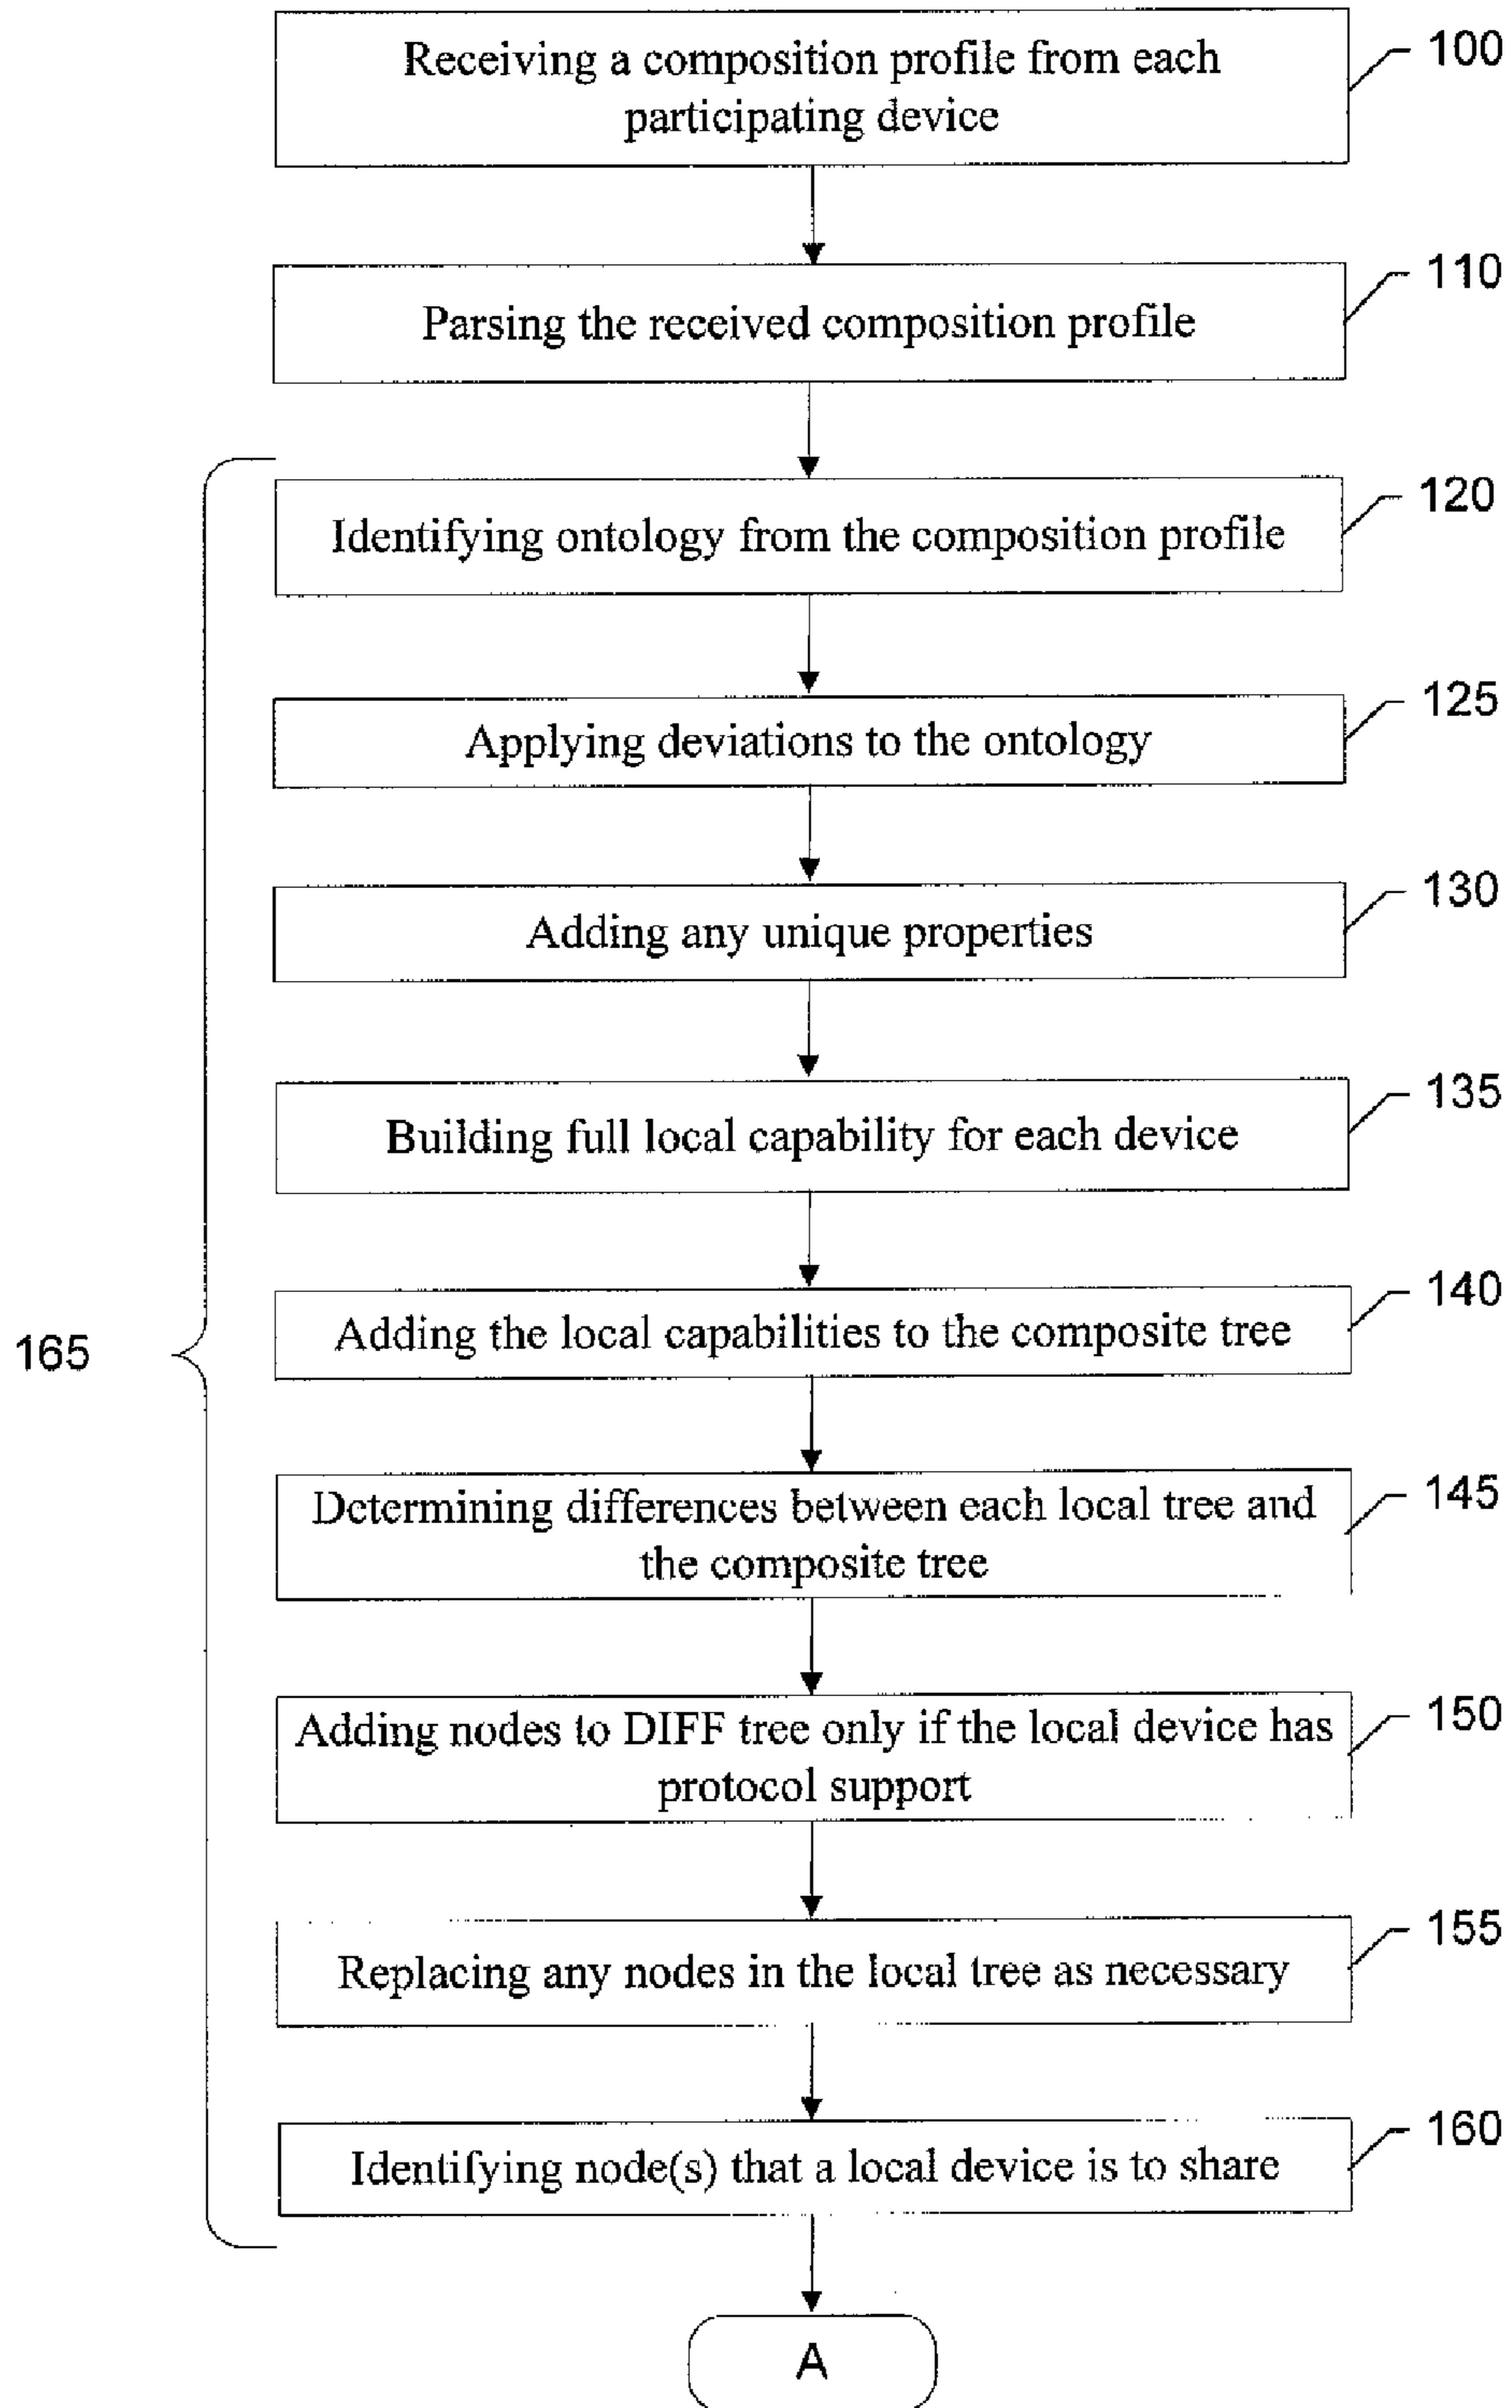 Receiving a composition profile from each
participating device
100
Parsing the received composition profile
110
Identifying ontology from the composition profile
120
Applying deviations to the ontology
125
Adding any unique properties
130
Building full local capability for each device
135
Adding the local capabilities to the composite tree
140
165
Determining differences between each local tree and
the composite tree
145
Adding nodes to DIFF tree only if the local device has
protocol support
150
Replacing any nodes in the local tree as necessary
155
Identifying node(s) that a local device is to share
160
A